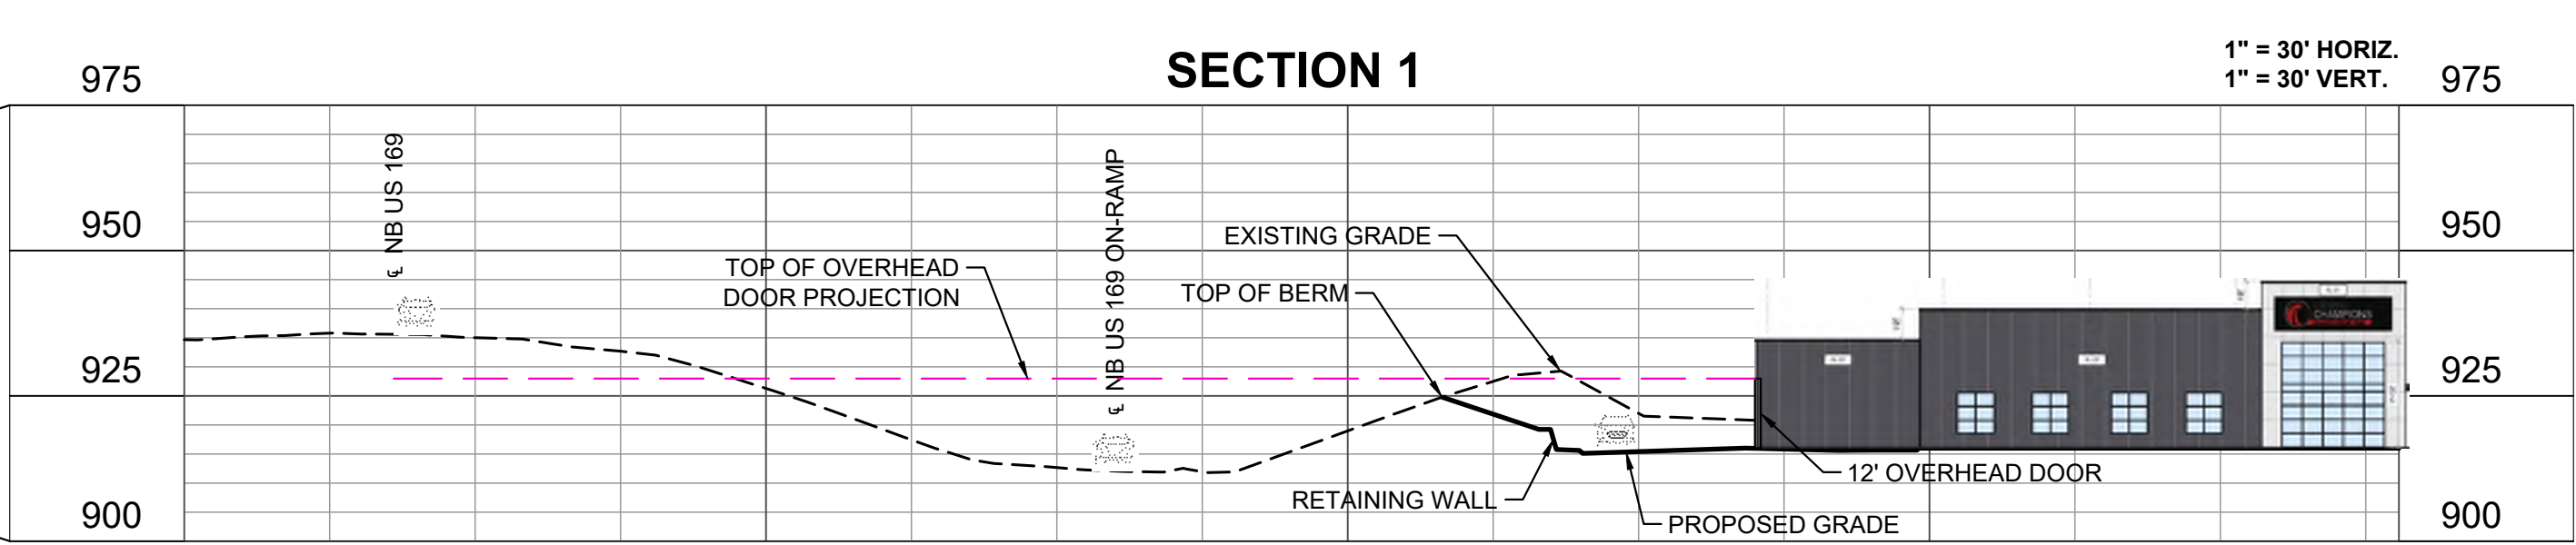 SECTION 1
1" = 30' HORIZ.
1" = 30' VERT.
975
975
950
950
925
925
900
900
℄ NB US 169
℄ NB US 169 ON-RAMP
TOP OF OVERHEAD
DOOR PROJECTION
EXISTING GRADE
TOP OF BERM
RETAINING WALL
PROPOSED GRADE
12' OVERHEAD DOOR
CHAMPIONS